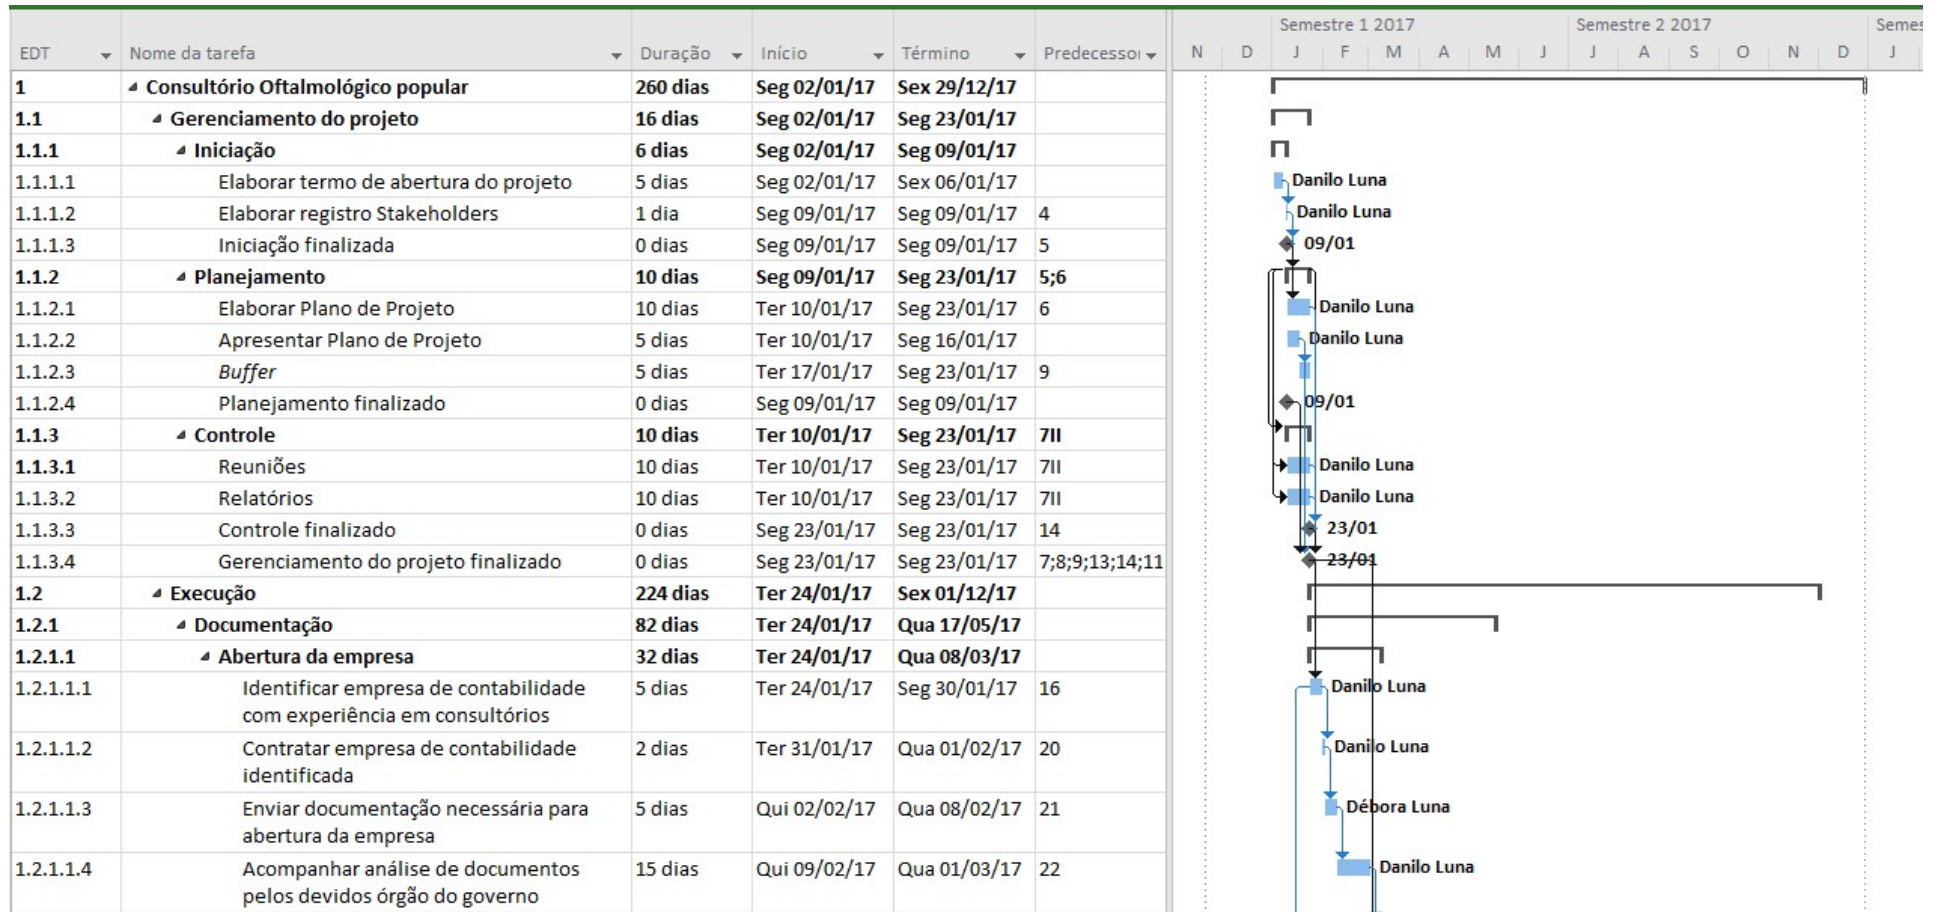 Semestre 1 2017 Semestre 2 2017 Semes
EDT Nome da tarefa Duração Início Término Predecessor N D J F M A M J J A S O N D J
1 Consultório Oftalmológico popular 260 dias Seg 02/01/17 Sex 29/12/17
1.1 Gerenciamento do projeto 16 dias Seg 02/01/17 Seg 23/01/17
1.1.1 Iniciação 6 dias Seg 02/01/17 Seg 09/01/17
1.1.1.1 Elaborar termo de abertura do projeto 5 dias Seg 02/01/17 Sex 06/01/17 Danilo Luna
1.1.1.2 Elaborar registro Stakeholders 1 dia Seg 09/01/17 Seg 09/01/17 4 Danilo Luna
1.1.1.3 Iniciação finalizada 0 dias Seg 09/01/17 Seg 09/01/17 5 09/01
1.1.2 Planejamento 10 dias Seg 09/01/17 Seg 23/01/17 5;6
1.1.2.1 Elaborar Plano de Projeto 10 dias Ter 10/01/17 Seg 23/01/17 6 Danilo Luna
1.1.2.2 Apresentar Plano de Projeto 5 dias Ter 10/01/17 Seg 16/01/17 Danilo Luna
1.1.2.3 Buffer 5 dias Ter 17/01/17 Seg 23/01/17 9
1.1.2.4 Planejamento finalizado 0 dias Seg 09/01/17 Seg 09/01/17 09/01
1.1.3 Controle 10 dias Ter 10/01/17 Seg 23/01/17 7II
1.1.3.1 Reuniões 10 dias Ter 10/01/17 Seg 23/01/17 7II Danilo Luna
1.1.3.2 Relatórios 10 dias Ter 10/01/17 Seg 23/01/17 7II Danilo Luna
1.1.3.3 Controle finalizado 0 dias Seg 23/01/17 Seg 23/01/17 14 23/01
1.1.3.4 Gerenciamento do projeto finalizado 0 dias Seg 23/01/17 Seg 23/01/17 7;8;9;13;14;11 23/01
1.2 Execução 224 dias Ter 24/01/17 Sex 01/12/17
1.2.1 Documentação 82 dias Ter 24/01/17 Qua 17/05/17
1.2.1.1 Abertura da empresa 32 dias Ter 24/01/17 Qua 08/03/17
1.2.1.1.1 Identificar empresa de contabilidade 5 dias Ter 24/01/17 Seg 30/01/17 16 Danilo Luna
com experiência em consultórios
1.2.1.1.2 Contratar empresa de contabilidade 2 dias Ter 31/01/17 Qua 01/02/17 20 Danilo Luna
identificada
1.2.1.1.3 Enviar documentação necessária para 5 dias Qui 02/02/17 Qua 08/02/17 21 Débora Luna
abertura da empresa
1.2.1.1.4 Acompanhar análise de documentos 15 dias Qui 09/02/17 Qua 01/03/17 22 Danilo Luna
pelos devidos órgão do governo